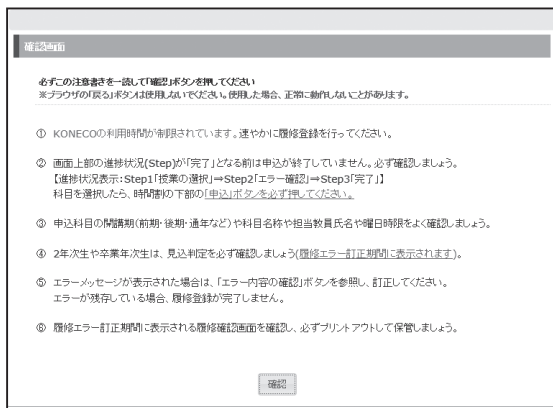 確認画面
必ずこの注意書きを一読して「確認」ボタンを押してください
※ブラウザの「戻る」ボタンは使用しないでください。使用した場合、正常に動作しないことがあります。
① KONECOの利用時間が制限されています。速やかに履修登録を行ってください。
② 画面上部の進捗状況(Step)が「完了」となる前は申込が終了していません。必ず確認しましょう。
【進捗状況表示:Step1「授業の選択」⇒Step2「エラー確認」⇒Step3「完了」】
科目を選択したら、時間割の下部の「申込」ボタンを必ず押してください。
③ 申込科目の開講期(前期・後期・通年など)や科目名称や担当教員氏名や曜日時限をよく確認しましょう。
④ 2年次生や卒業年次生は、見込判定を必ず確認しましょう(履修エラー訂正期間に表示されます)。
⑤ エラーメッセージが表示された場合は、「エラー内容の確認」ボタンを参照し、訂正してください。
エラーが残存している場合、履修登録が完了しません。
⑥ 履修エラー訂正期間に表示される履修確認画面を確認し、必ずプリントアウトして保管しましょう。
確認